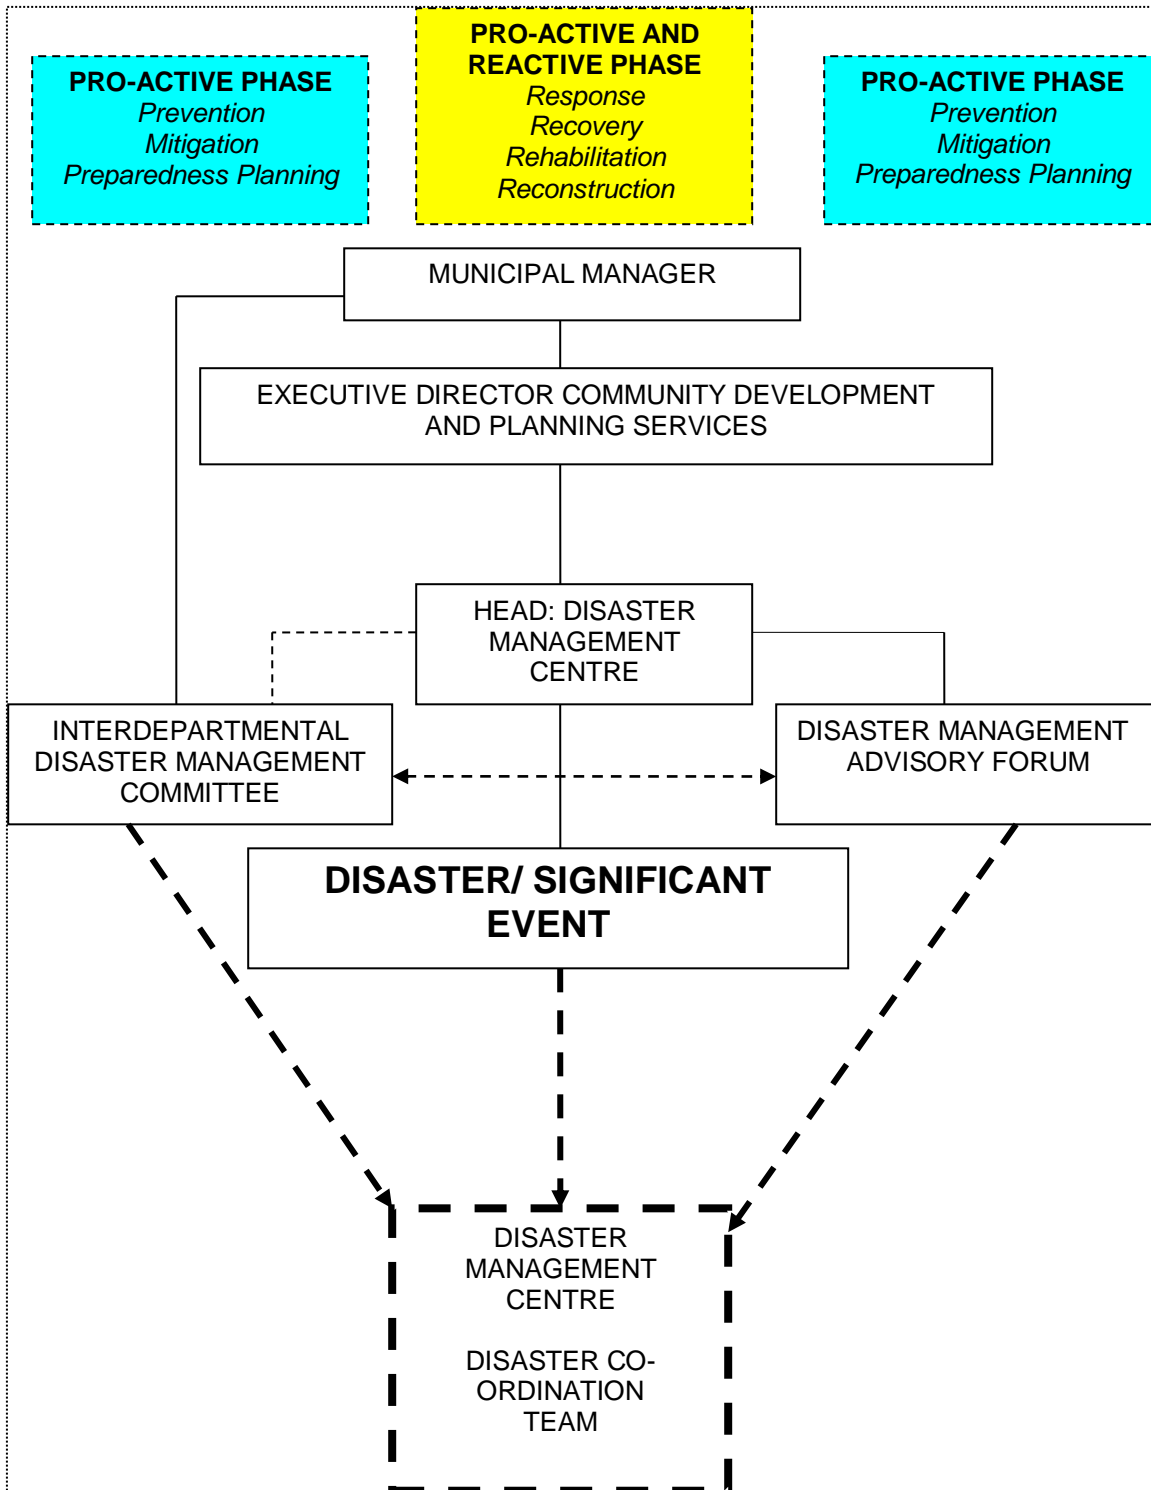 PRO-ACTIVE PHASE
Prevention
Mitigation
Preparedness Planning
PRO-ACTIVE AND
REACTIVE PHASE
Response
Recovery
Rehabilitation
Reconstruction
PRO-ACTIVE PHASE
Prevention
Mitigation
Preparedness Planning
MUNICIPAL MANAGER
EXECUTIVE DIRECTOR COMMUNITY DEVELOPMENT
AND PLANNING SERVICES
HEAD: DISASTER
MANAGEMENT
CENTRE
INTERDEPARTMENTAL
DISASTER MANAGEMENT
COMMITTEE
DISASTER MANAGEMENT
ADVISORY FORUM
DISASTER/ SIGNIFICANT
EVENT
DISASTER
MANAGEMENT
CENTRE
DISASTER CO-
ORDINATION
TEAM